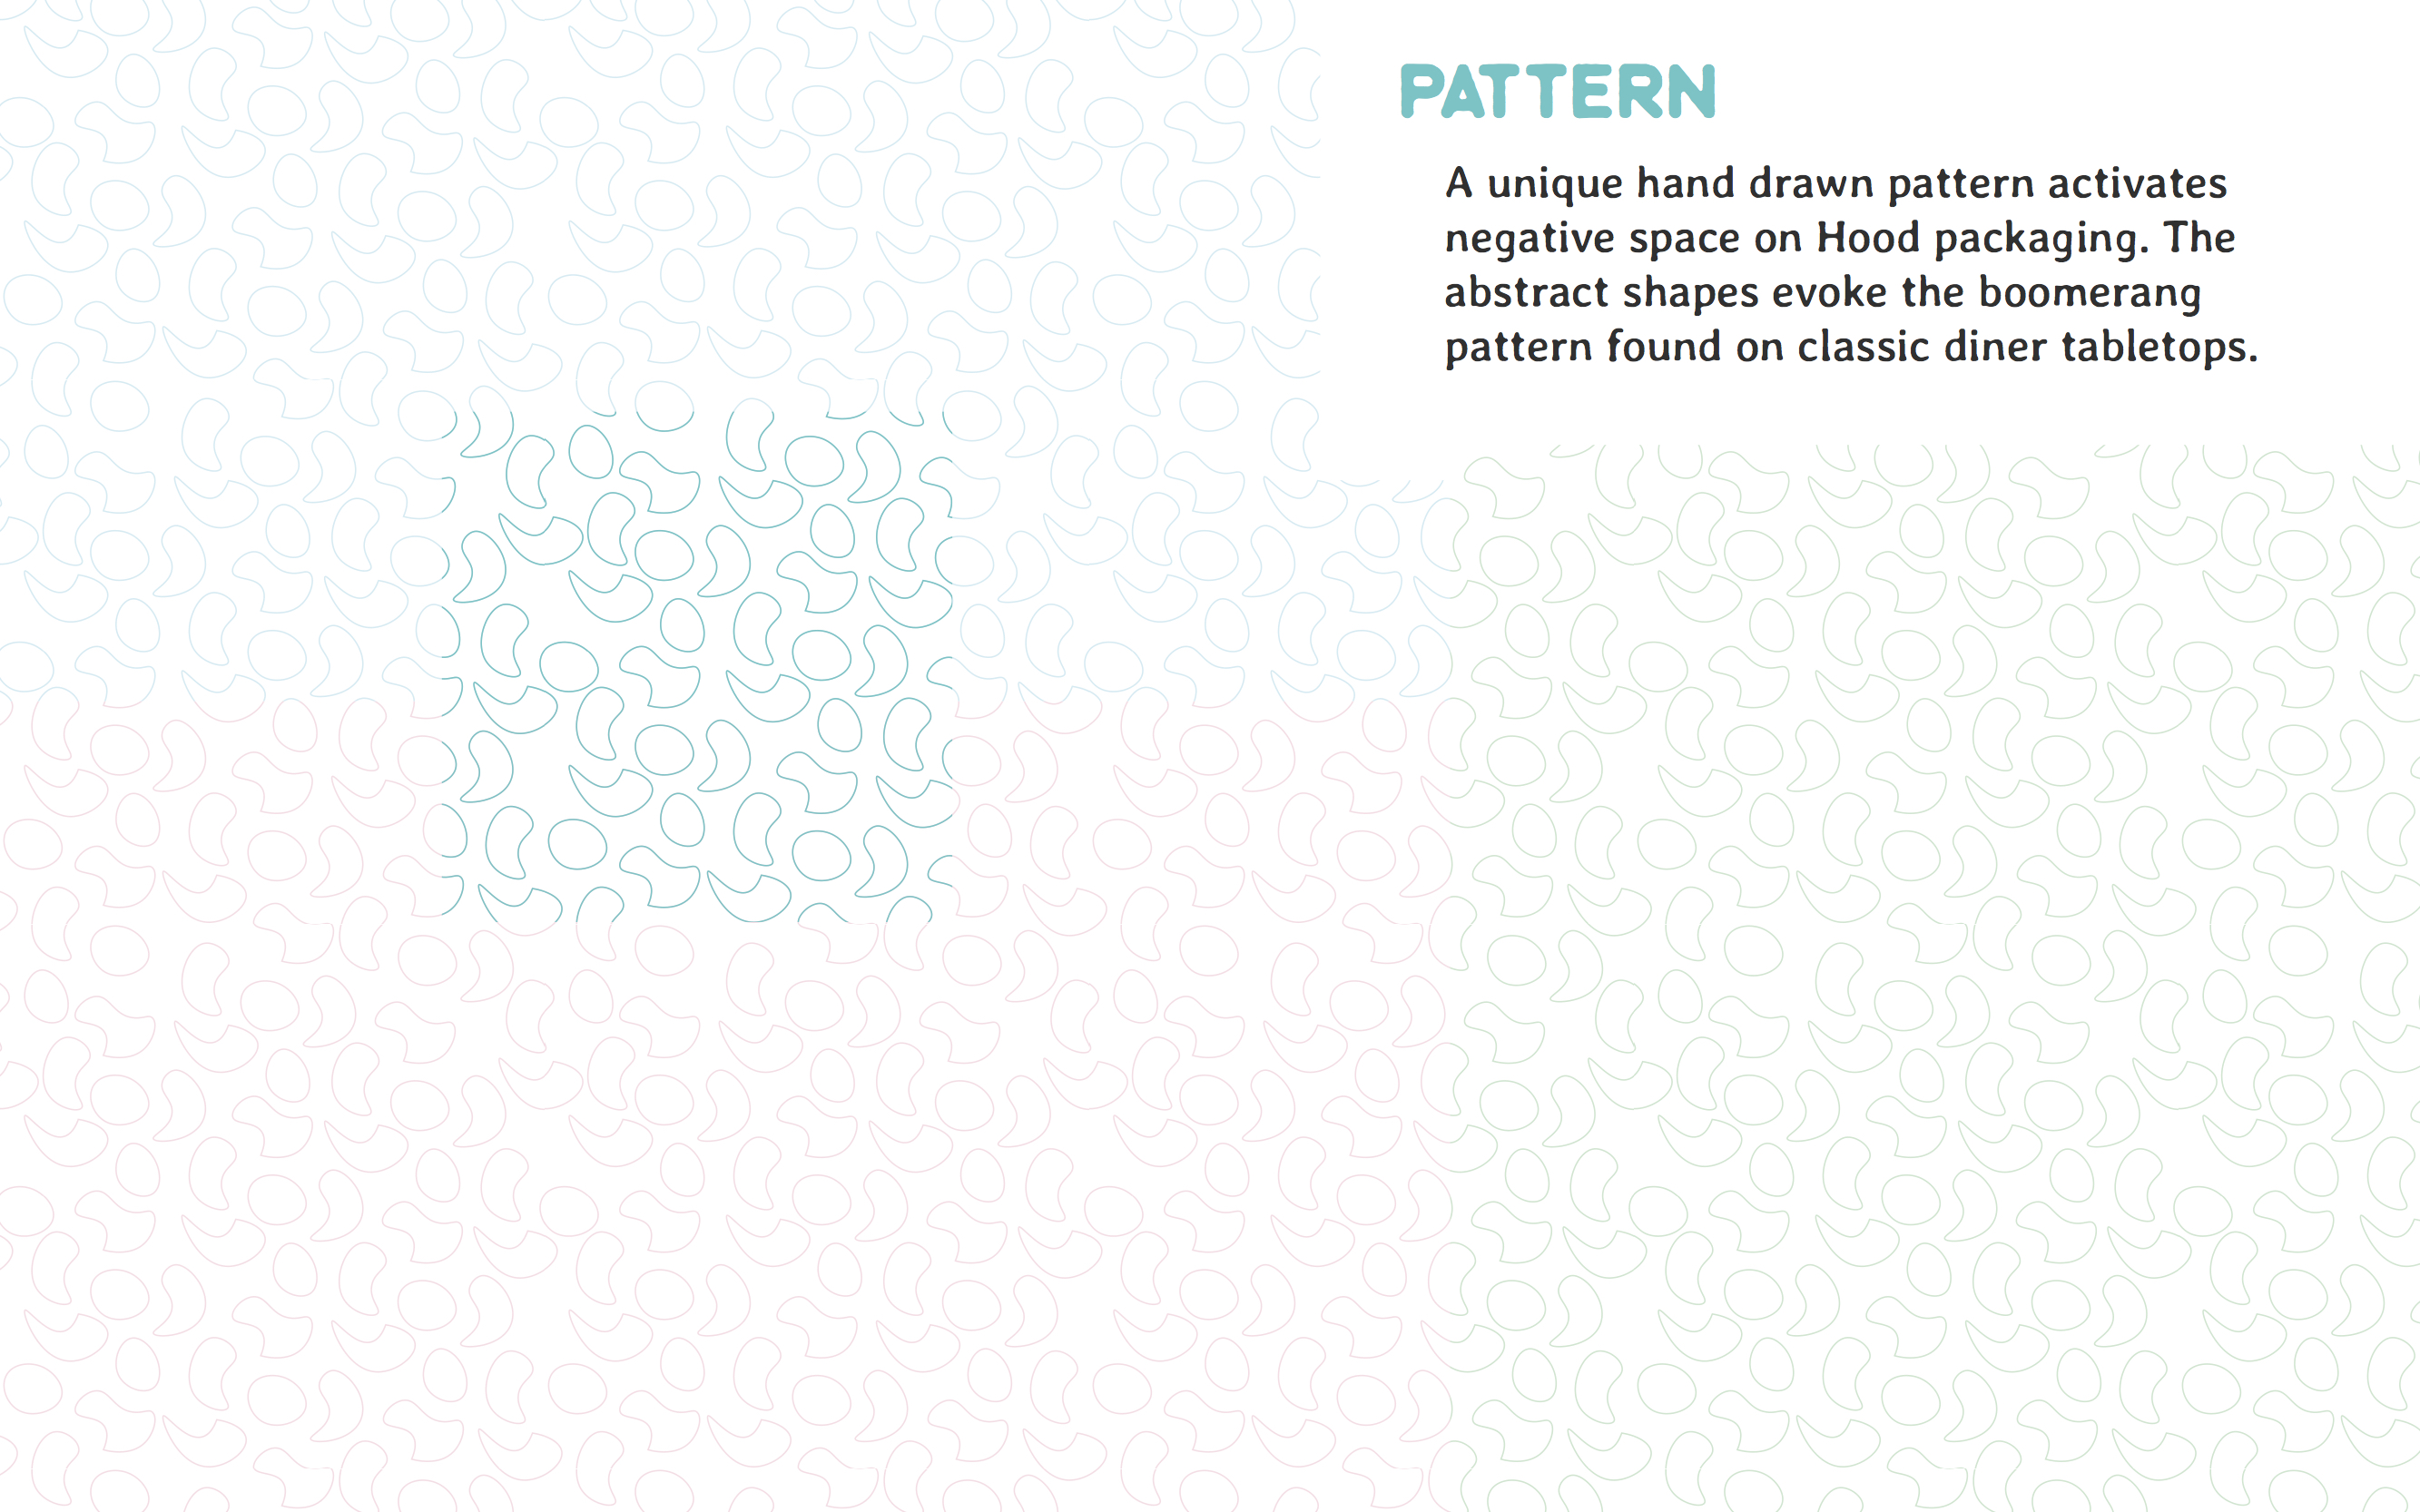 PATTERN
A unique hand drawn pattern activates
negative space on Hood packaging. The
abstract shapes evoke the boomerang
pattern found on classic diner tabletops.